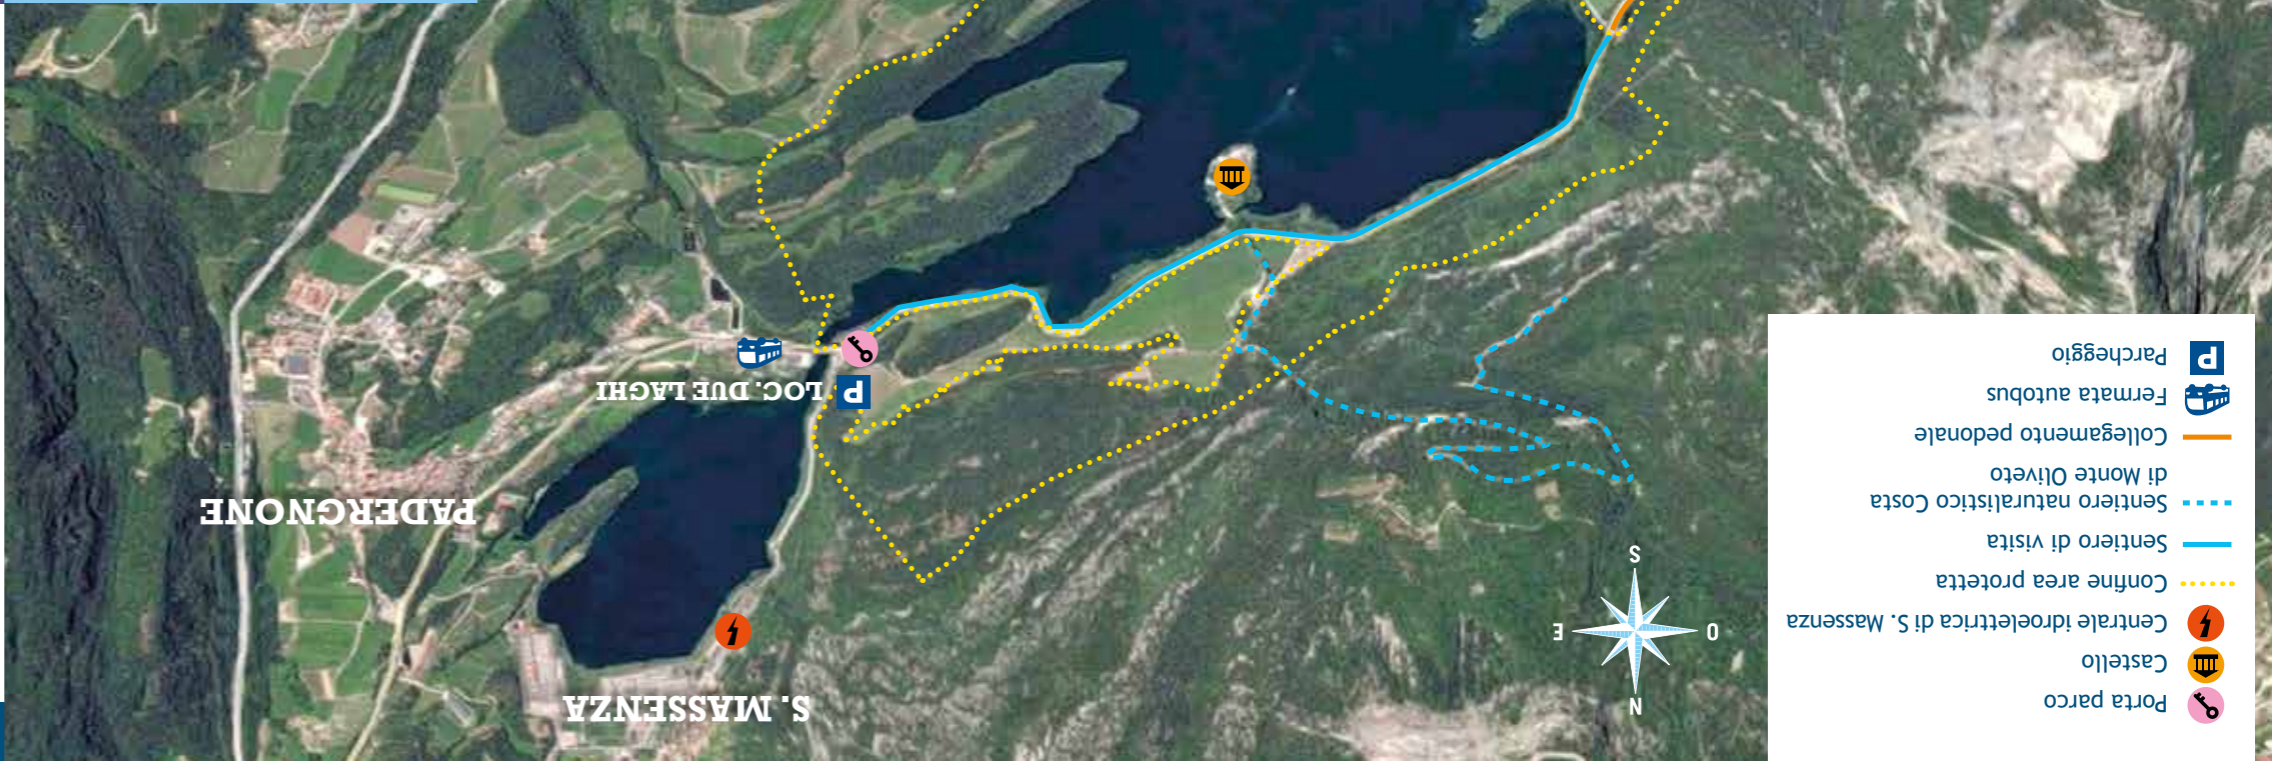 Porta parco
Castello
Centrale idroelettrica di S. Massenza
Confine area protetta
Sentiero di visita
Sentiero naturalistico Costa
di Monte Oliveto
Collegamento pedonale
Fermata autobus
P Parcheggio
N
O E
S
S. MASSENZA
PADERGNONE
P LOC. DUE LAGHI